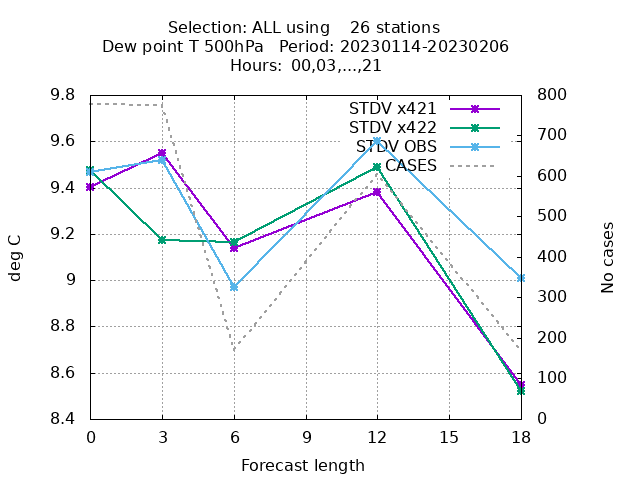 Selection: ALL using    26 stations
Dew point T 500hPa   Period: 20230114-20230206
Hours:  00,03,...,21
STDV x421
STDV x422
STDV OBS
CASES
9.8
9.6
9.4
9.2
9
8.8
8.6
8.4
deg C
800
700
600
500
400
300
200
100
0
No cases
0 3 6 9 12 15 18
Forecast length